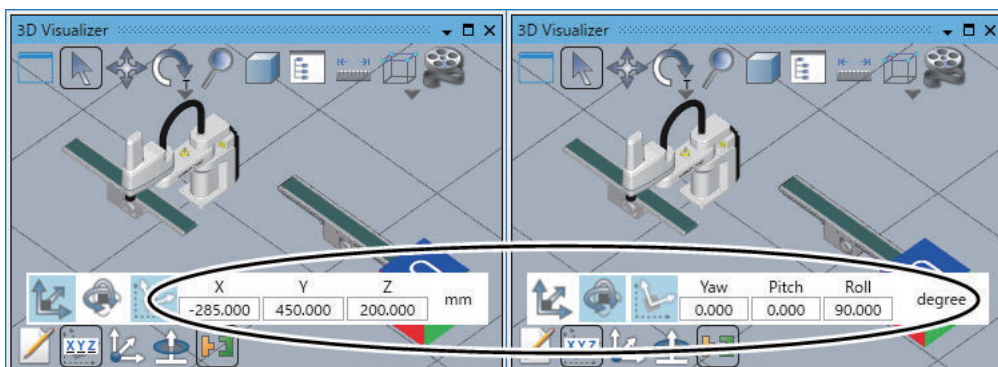 3D Visualizer
T
X Y Z
-285.000 450.000 200.000 mm
XYZ
3D Visualizer
T
Yaw Pitch Roll
0.000 0.000 90.000 degree
XYZ